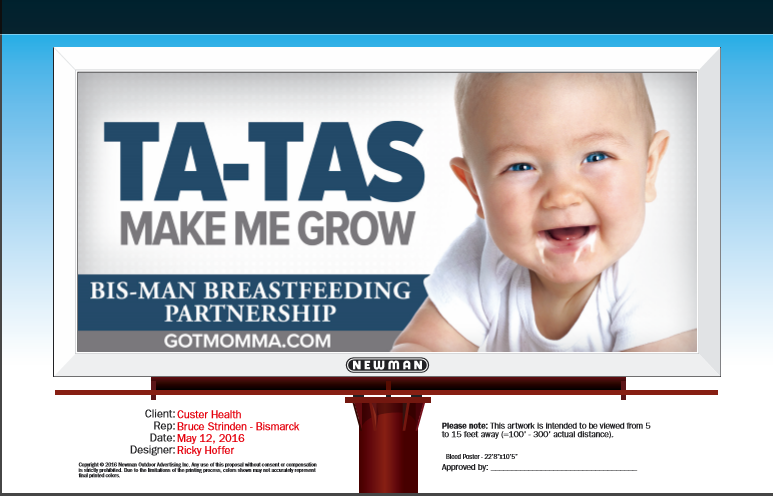 TA-TAS
MAKE ME GROW
BIS-MAN BREASTFEEDING
PARTNERSHIP
GOTMOMMA.COM
NEWMAN
Client: Custer Health
Rep: Bruce Strinden - Bismarck
Date: May 12, 2016
Designer: Ricky Hoffer
Copyright © 2016 Newman Outdoor Advertising Inc. Any use of this proposal without consent or compensation
is strictly prohibited. Due to the limitations of the printing process, colors shown may not accurately represent
final printed colors.
Please note: This artwork is intended to be viewed from 5
to 15 feet away (=100' - 300' actual distance).
Bleed Poster - 22'8"x10'5"
Approved by: ______________________________